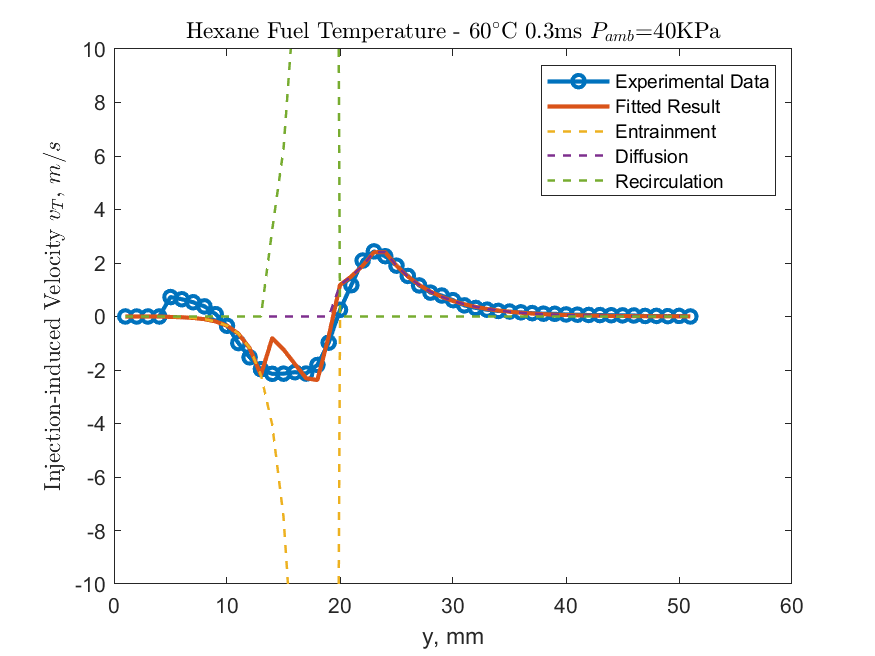 Hexane Fuel Temperature - 60°C 0.3ms P_amb=40KPa
Injection-induced Velocity v_T, m/s
10
8
6
4
2
0
-2
-4
-6
-8
-10
Experimental Data
Fitted Result
Entrainment
Diffusion
Recirculation
0 10 20 30 40 50 60
y, mm